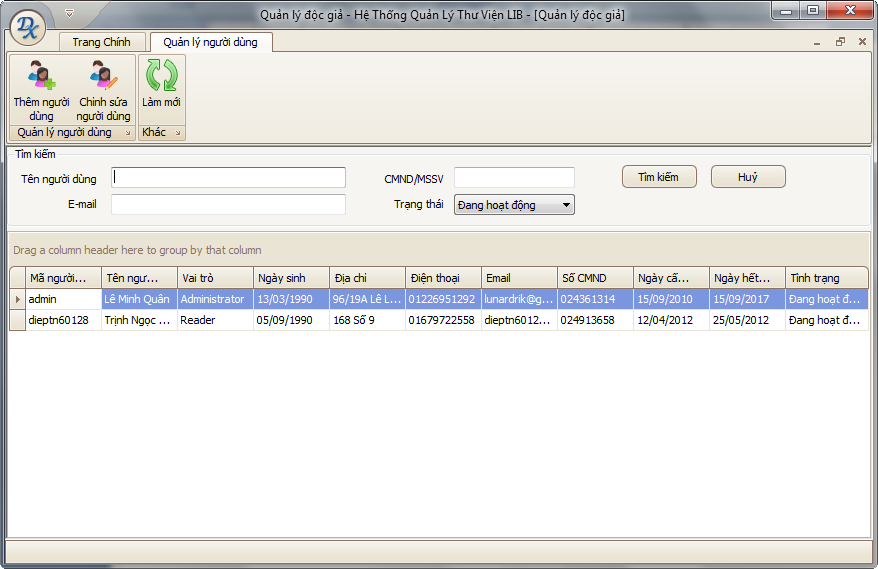 Quản lý độc giả - Hệ Thống Quản Lý Thư Viện LIB - [Quản lý độc giả]
DX
Trang Chính Quản lý người dùng
Thêm người dùng Chỉnh sửa người dùng Làm mới
Quản lý người dùng Khác
Tìm kiếm
Tên người dùng CMND/MSSV Tìm kiếm Huỷ
E-mail Trạng thái Đang hoạt động
Drag a column header here to group by that column
Mã người... Tên ngư... Vai trò Ngày sinh Địa chỉ Điện thoại Email Số CMND Ngày cấ... Ngày hết... Tình trạng
admin Lê Minh Quân Administrator 13/03/1990 96/19A Lê L... 01226951292 lunardrik@g... 024361314 15/09/2010 15/09/2017 Đang hoạt đ...
dieptn60128 Trịnh Ngọc ... Reader 05/09/1990 168 Số 9 01679722558 dieptn6012... 024913658 12/04/2012 25/05/2012 Đang hoạt đ...